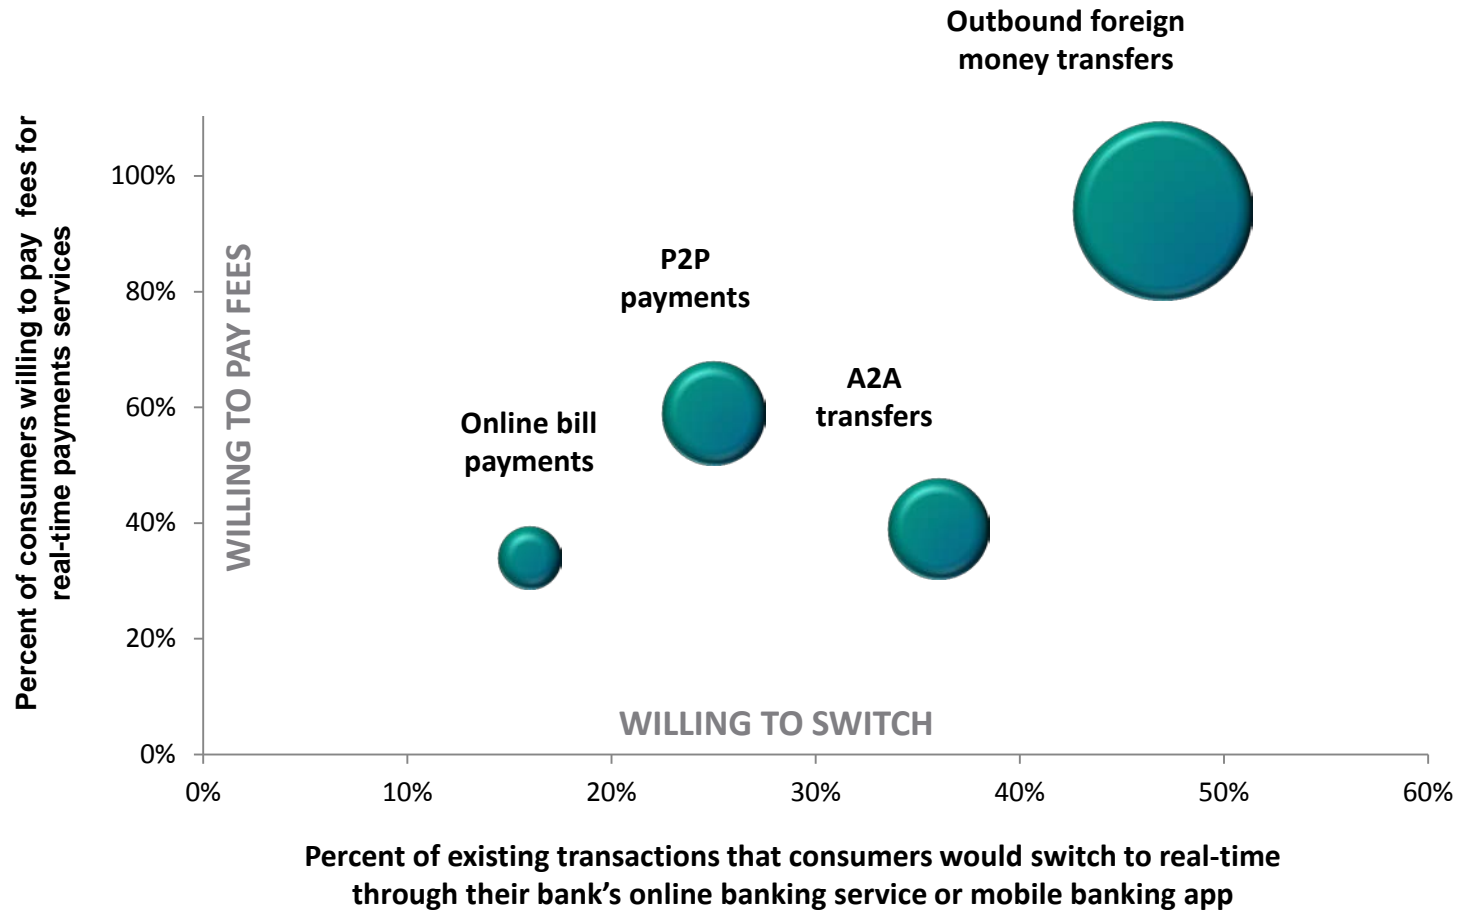 Outbound foreign
money transfers
Percent of consumers willing to pay  fees for
real-time payments services
WILLING TO PAY FEES
100%
80%
60%
40%
20%
0%
P2P
payments
A2A
transfers
Online bill
payments
WILLING TO SWITCH
0%
10%
20%
30%
40%
50%
60%
Percent of existing transactions that consumers would switch to real-time
through their bank’s online banking service or mobile banking app